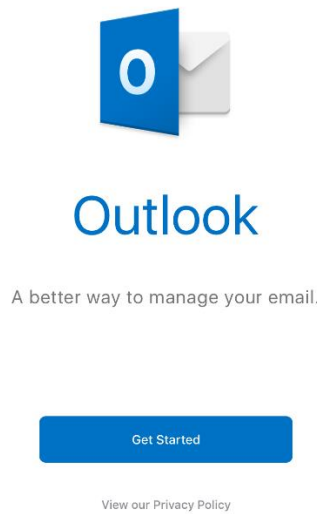 O
Outlook
A better way to manage your email.
Get Started
View our Privacy Policy